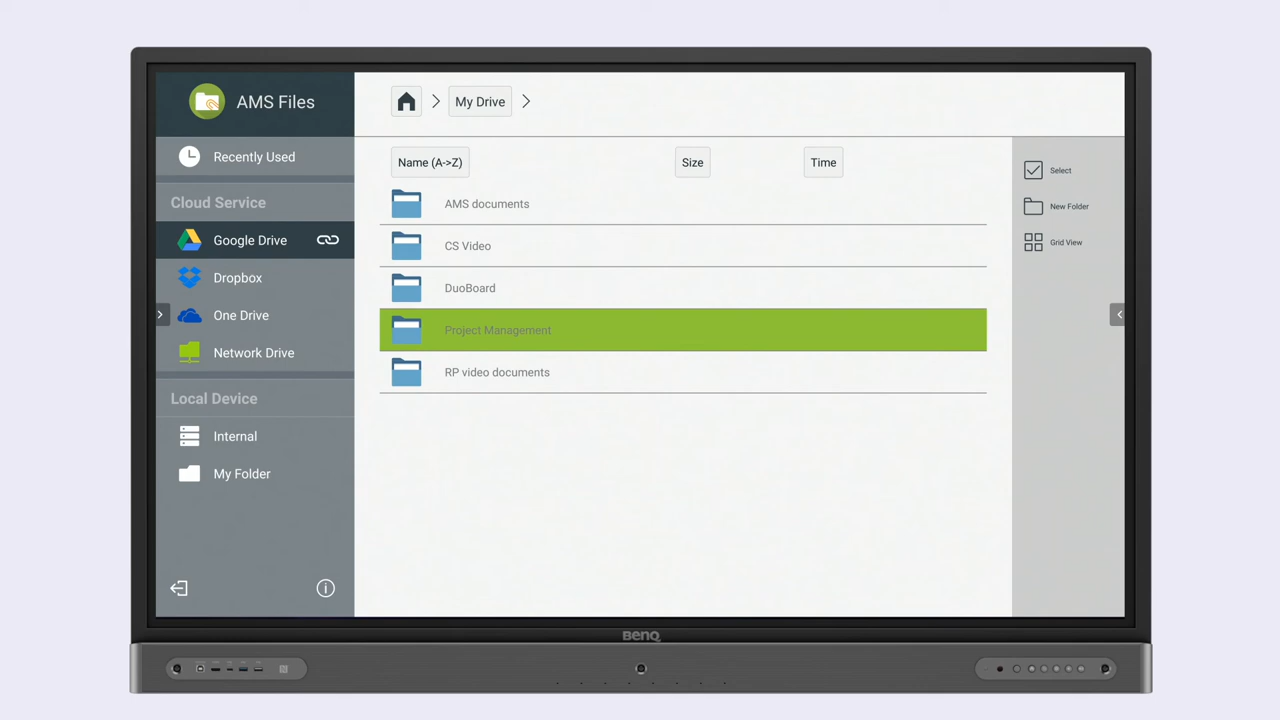 AMS Files
Recently Used
Cloud Service
Google Drive
Dropbox
One Drive
Network Drive
Local Device
Internal
My Folder
My Drive
Name (A->Z) Size Time
AMS documents
CS Video
DuoBoard
Project Management
RP video documents
Select
New Folder
Grid View
BenQ